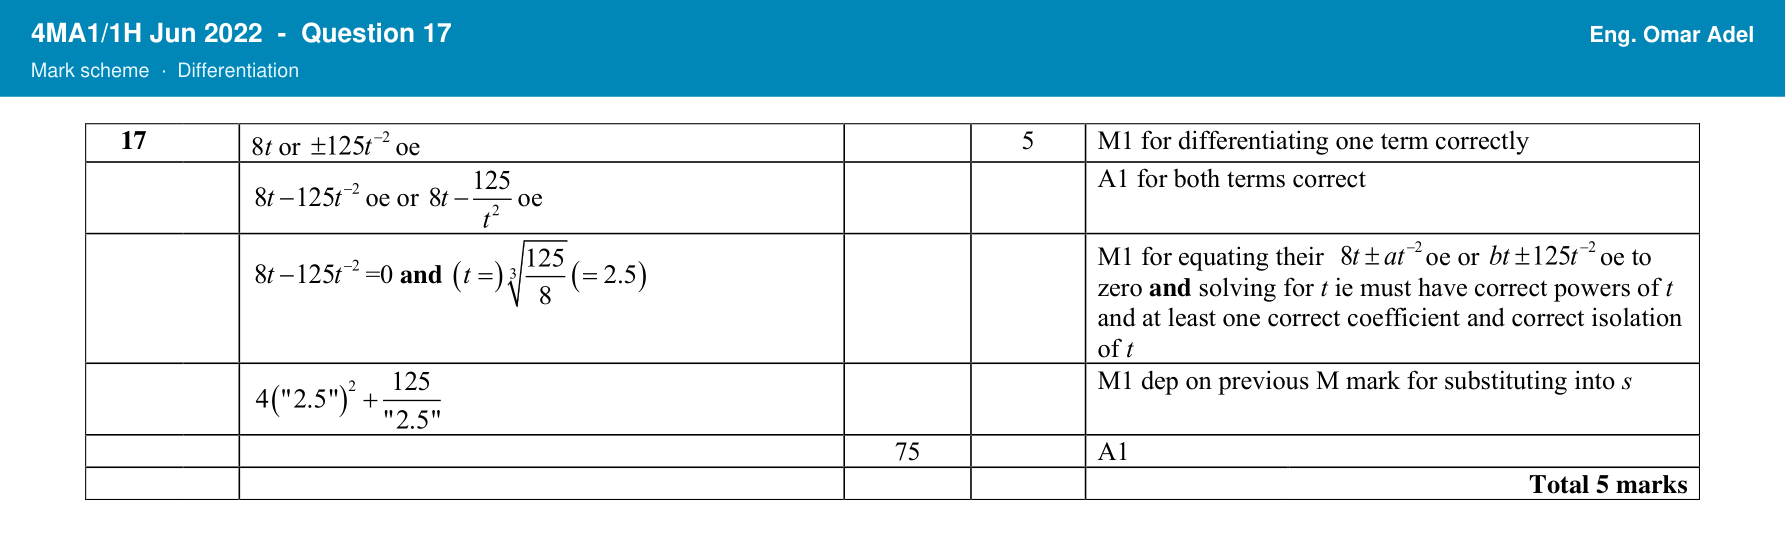 4MA1/1H Jun 2022 - Question 17
Eng. Omar Adel
Mark scheme · Differentiation
17
8t or ±125t⁻² oe
5
M1 for differentiating one term correctly
8t − 125t⁻² oe or 8t − 125/t² oe
A1 for both terms correct
8t − 125t⁻² =0 and (t =) ∛(125/8) (= 2.5)
M1 for equating their 8t ± at⁻² oe or bt ± 125t⁻² oe to
zero and solving for t ie must have correct powers of t
and at least one correct coefficient and correct isolation
of t
4("2.5")² + 125/"2.5"
M1 dep on previous M mark for substituting into s
75
A1
Total 5 marks